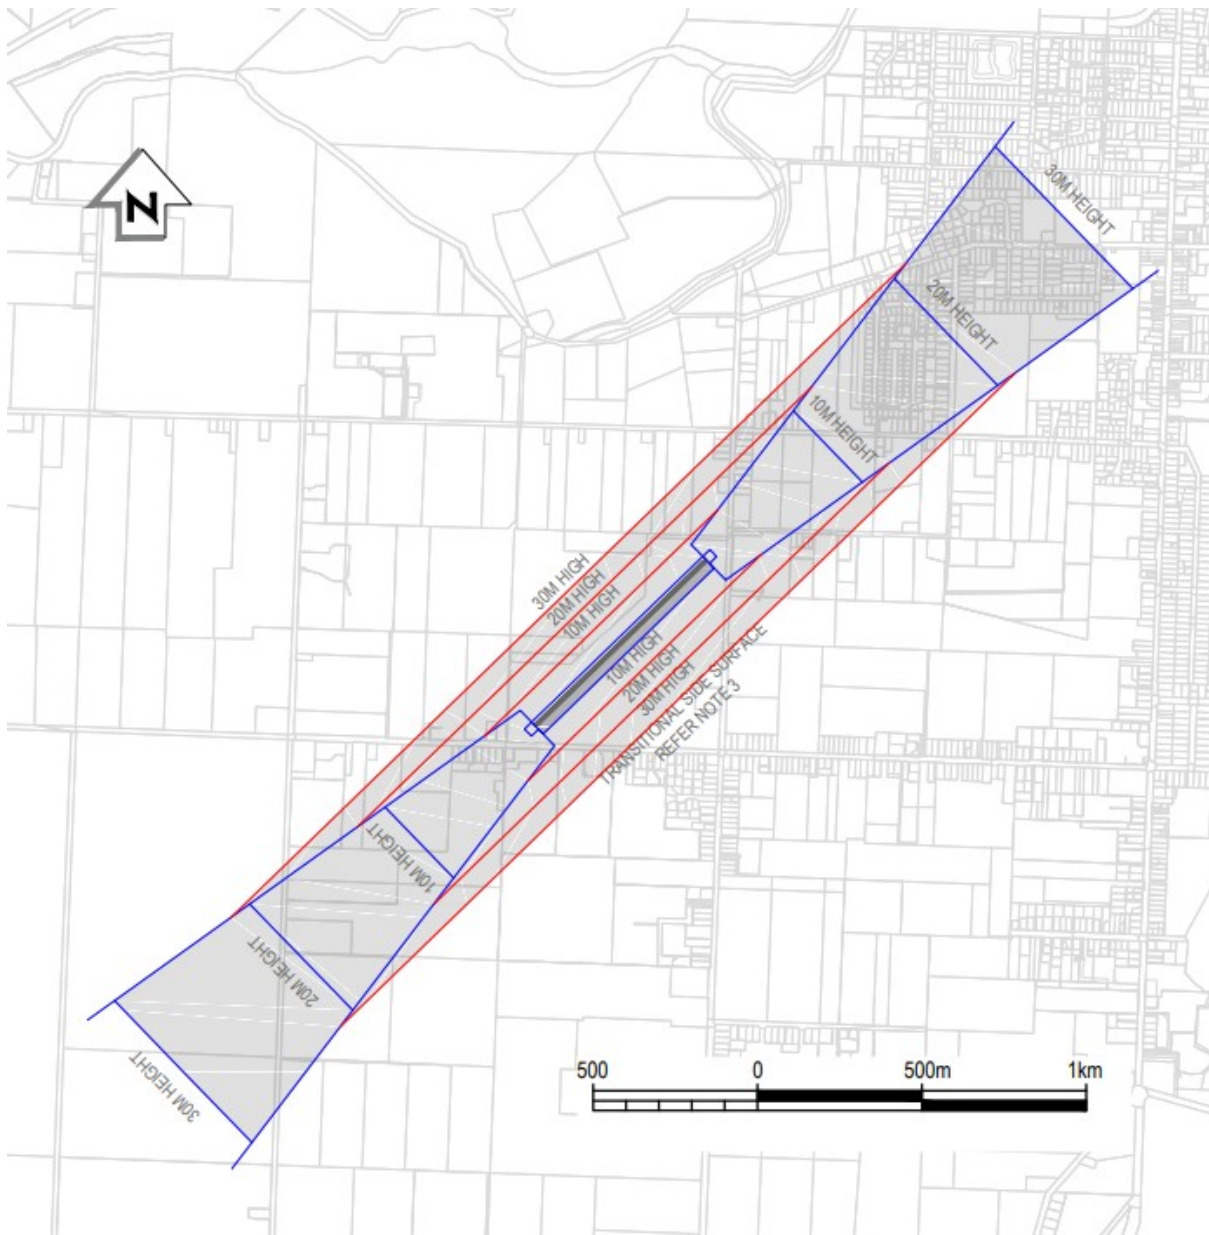 N
30M HEIGHT
20M HEIGHT
10M HEIGHT
30M HIGH
20M HIGH
10M HIGH
10M HIGH
20M HIGH
30M HIGH
TRANSITIONAL SIDE SURFACE
REFER NOTE 3
10M HEIGHT
20M HEIGHT
30M HEIGHT
500 0 500m 1km